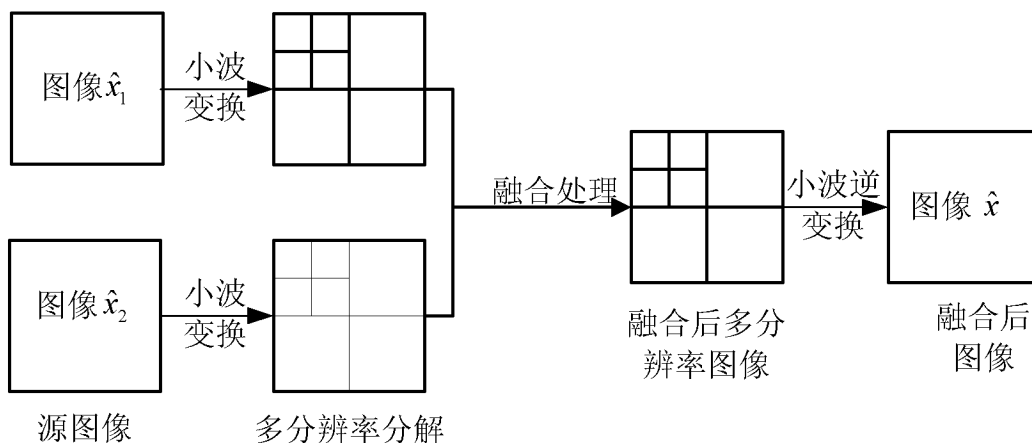 图像x̂₁
小波
变换
图像x̂₂
小波
变换
源图像
多分辨率分解
融合处理
融合后多分
辨率图像
小波逆
变换
图像 x̂
融合后
图像